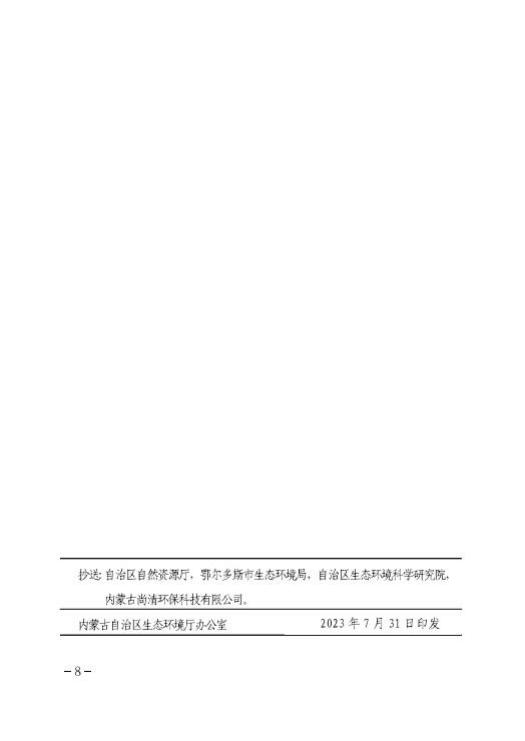 抄送：自治区自然资源厅，鄂尔多斯市生态环境局，自治区生态环境科学研究院，
内蒙古尚清环保科技有限公司。
内蒙古自治区生态环境厅办公室 2023 年 7 月 31 日印发
－8－